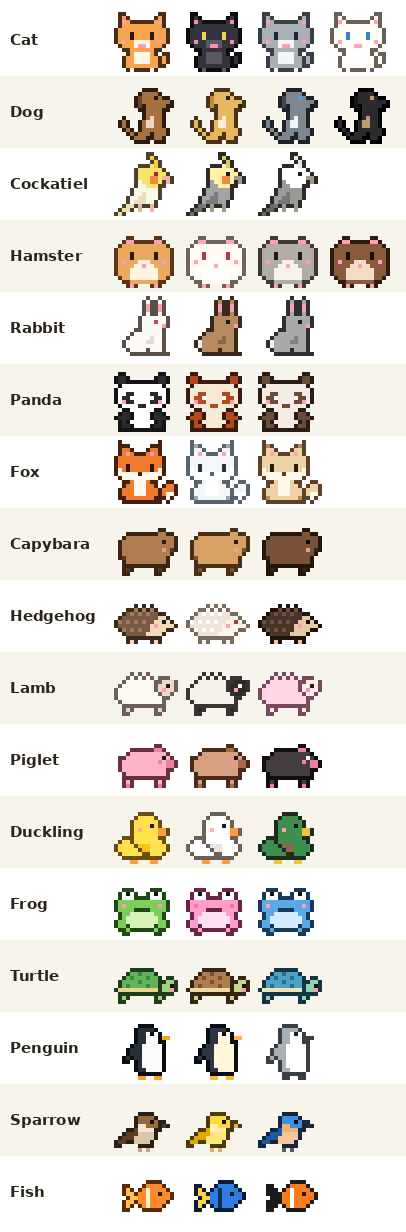 Cat
Dog
Cockatiel
Hamster
Rabbit
Panda
Fox
Capybara
Hedgehog
Lamb
Piglet
Duckling
Frog
Turtle
Penguin
Sparrow
Fish